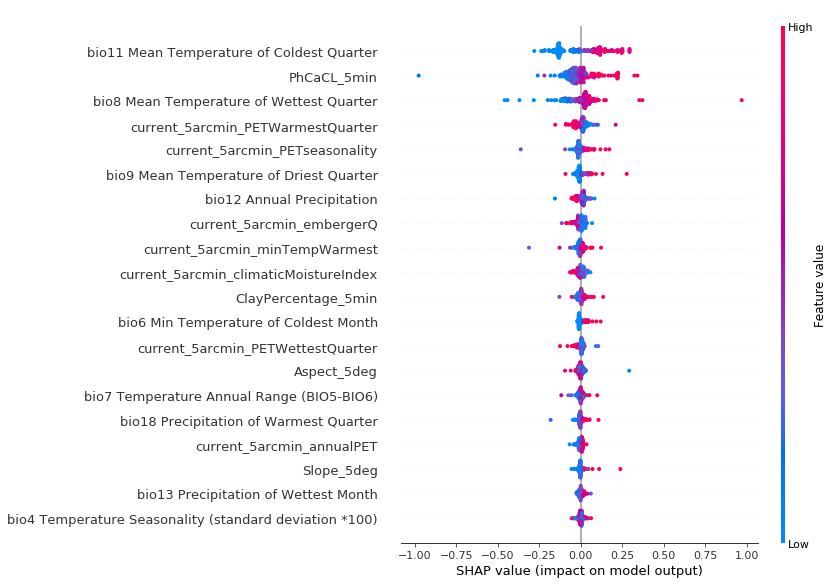 High
bio11 Mean Temperature of Coldest Quarter
PhCaCL_5min
bio8 Mean Temperature of Wettest Quarter
current_5arcmin_PETWarmestQuarter
current_5arcmin_PETseasonality
bio9 Mean Temperature of Driest Quarter
bio12 Annual Precipitation
current_5arcmin_embergerQ
current_5arcmin_minTempWarmest
current_5arcmin_climaticMoistureIndex
ClayPercentage_5min
bio6 Min Temperature of Coldest Month
current_5arcmin_PETWettestQuarter
Aspect_5deg
bio7 Temperature Annual Range (BIO5-BIO6)
bio18 Precipitation of Warmest Quarter
current_5arcmin_annualPET
Slope_5deg
bio13 Precipitation of Wettest Month
bio4 Temperature Seasonality (standard deviation *100)
Feature value
Low
−1.00 −0.75 −0.50 −0.25 0.00 0.25 0.50 0.75 1.00
SHAP value (impact on model output)